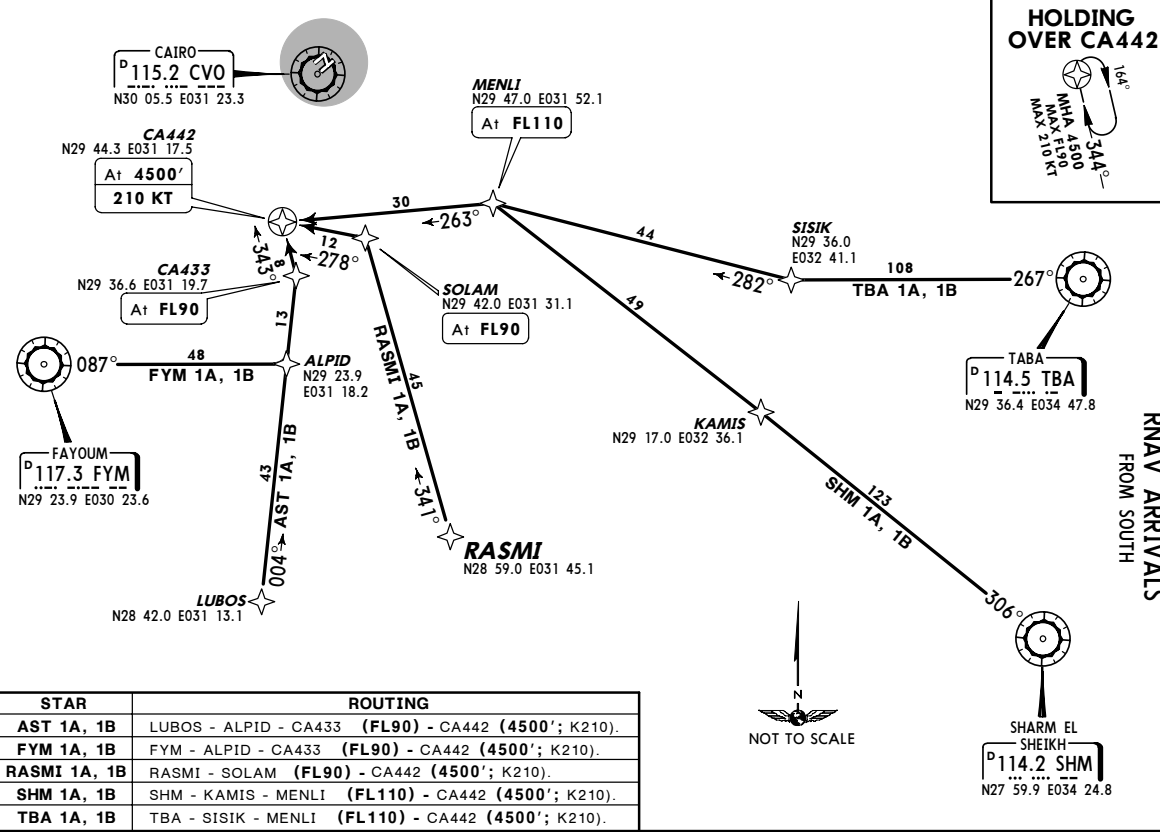 HOLDING
OVER CA442
164°
344°
MHA 4500
MAX FL90
MAX 210 KT
CAIRO
D 115.2 CVO
N30 05.5 E031 23.3
N
MENLI
N29 47.0 E031 52.1
At FL110
CA442
N29 44.3 E031 17.5
At 4500'
210 KT
30
263°
44
SISIK
N29 36.0
E032 41.1
282°
108
TBA 1A, 1B
267°
TABA
D 114.5 TBA
N29 36.4 E034 47.8
12
278°
8
343°
CA433
N29 36.6 E031 19.7
At FL90
SOLAM
N29 42.0 E031 31.1
At FL90
49
13
ALPID
N29 23.9
E031 18.2
087°
48
FYM 1A, 1B
FAYOUM
D 117.3 FYM
N29 23.9 E030 23.6
45
RASMI 1A, 1B
341°
RASMI
N28 59.0 E031 45.1
KAMIS
N29 17.0 E032 36.1
43
AST 1A, 1B
004°
LUBOS
N28 42.0 E031 13.1
123
SHM 1A, 1B
306°
SHARM EL
SHEIKH
D 114.2 SHM
N27 59.9 E034 24.8
RNAV ARRIVALS
FROM SOUTH
N
NOT TO SCALE
STAR ROUTING
AST 1A, 1B LUBOS - ALPID - CA433 (FL90) - CA442 (4500'; K210).
FYM 1A, 1B FYM - ALPID - CA433 (FL90) - CA442 (4500'; K210).
RASMI 1A, 1B RASMI - SOLAM (FL90) - CA442 (4500'; K210).
SHM 1A, 1B SHM - KAMIS - MENLI (FL110) - CA442 (4500'; K210).
TBA 1A, 1B TBA - SISIK - MENLI (FL110) - CA442 (4500'; K210).